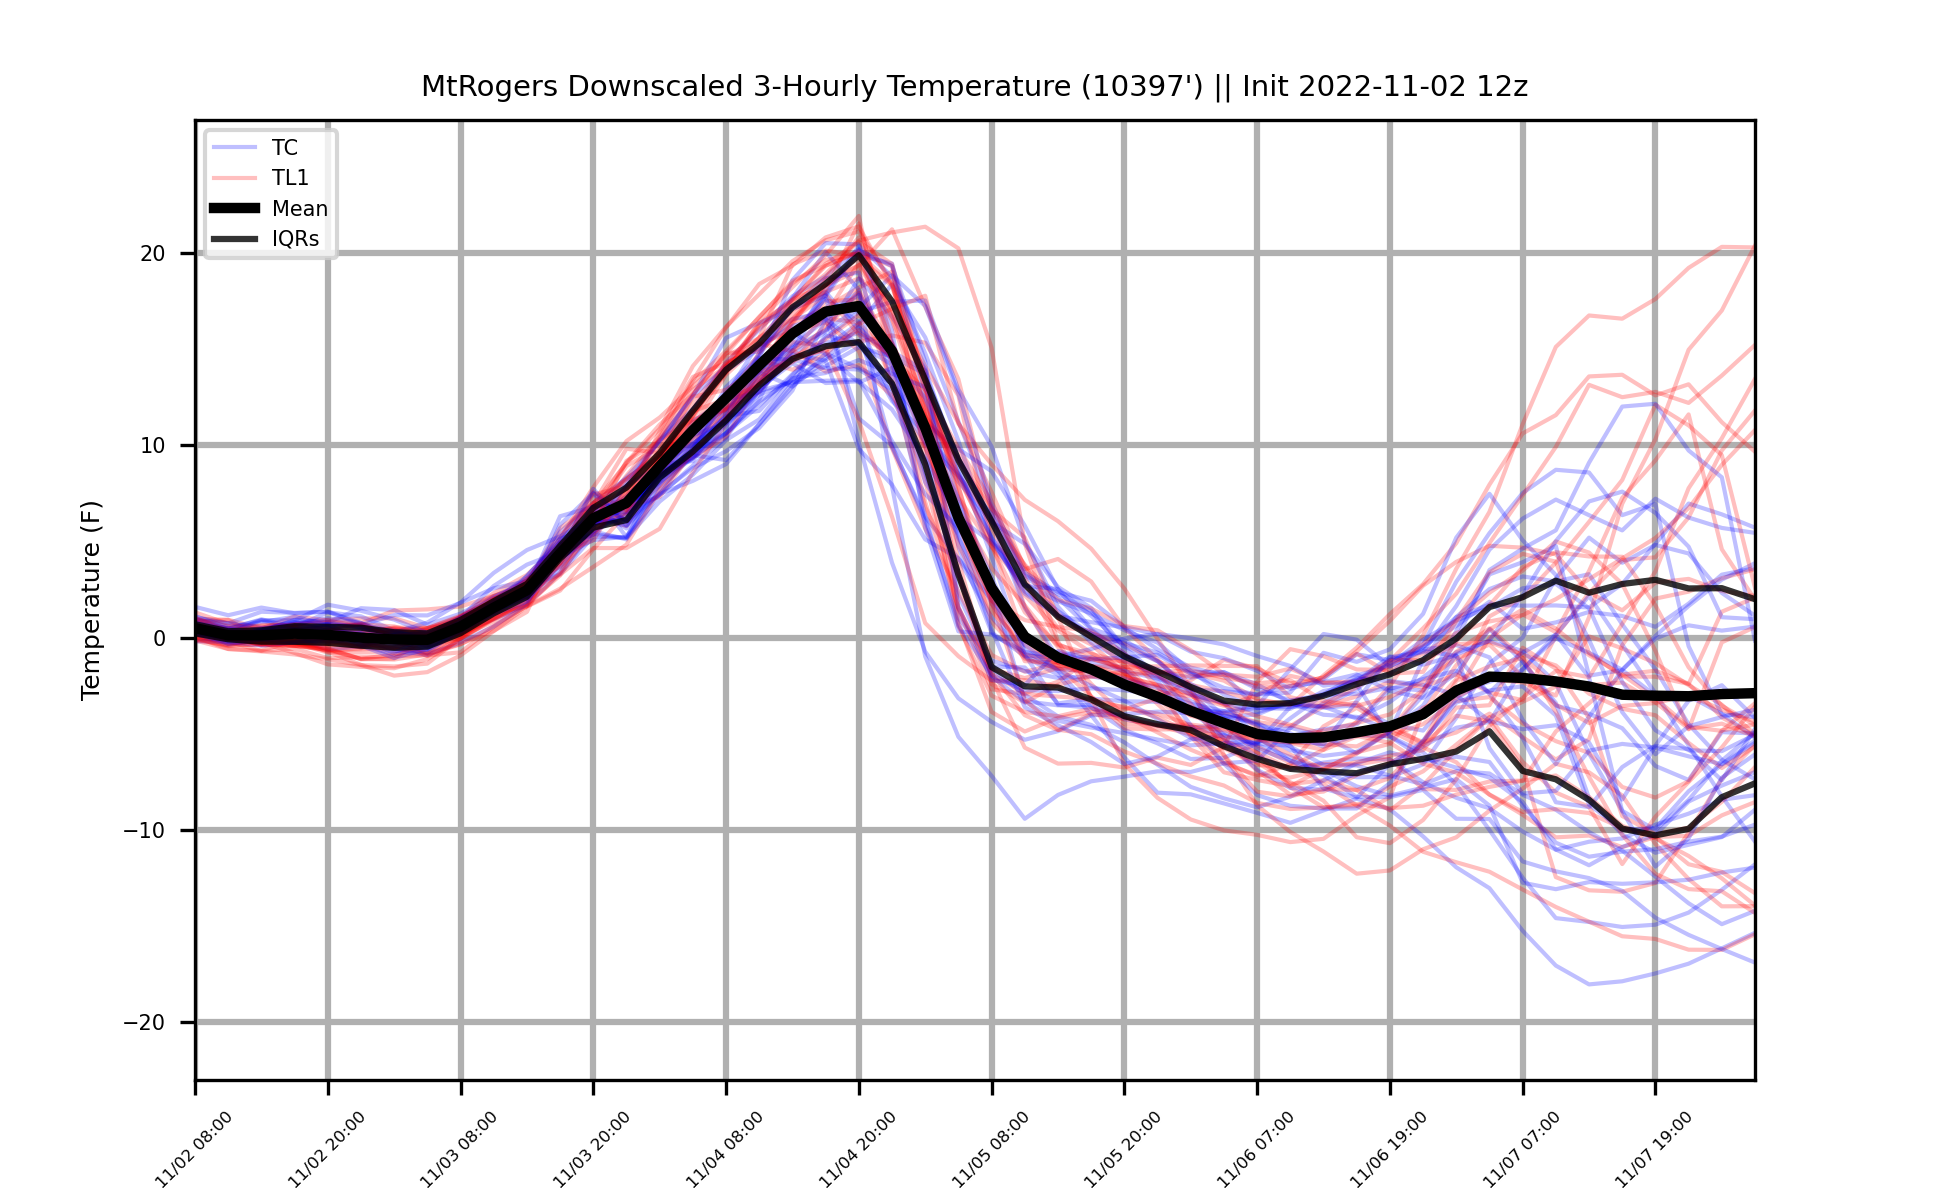 MtRogers Downscaled 3-Hourly Temperature (10397') || Init 2022-11-02 12z
TC
TL1
Mean
IQRs
Temperature (F)
20
10
0
−10
−20
11/02 08:00
11/02 20:00
11/03 08:00
11/03 20:00
11/04 08:00
11/04 20:00
11/05 08:00
11/05 20:00
11/06 07:00
11/06 19:00
11/07 07:00
11/07 19:00